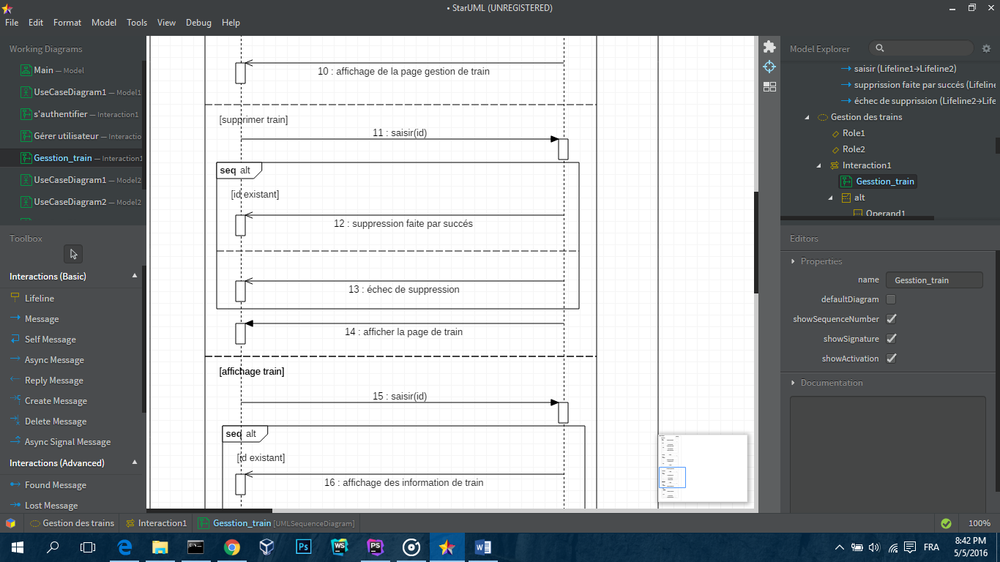 • StarUML (UNREGISTERED)
File Edit Format Model Tools View Debug Help
Working Diagrams
Main — Model
UseCaseDiagram1 — Model1
s'authentifier — Interaction1
Gérer utilisateur — Interactio
Gesstion_train — Interaction1
UseCaseDiagram1 — Model2
UseCaseDiagram2 — Model2
Toolbox
Interactions (Basic)
Lifeline
Message
Self Message
Async Message
Reply Message
Create Message
Delete Message
Async Signal Message
Interactions (Advanced)
Found Message
Lost Message
10 : affichage de la page gestion de train
[supprimer train]
11 : saisir(id)
seq alt
[id existant]
12 : suppression faite par succés
13 : échec de suppression
14 : afficher la page de train
[affichage train]
15 : saisir(id)
seq alt
[id existant]
16 : affichage des information de train
Model Explorer
saisir (Lifeline1→Lifeline2)
supprission faite par succés (Lifeline
échec de supprission (Lifeline2→Life
Gestion des trains
Role1
Role2
Interaction1
Gesstion_train
alt
Operand1
Editors
Properties
name Gesstion_train
defaultDiagram
showSequenceNumber
showSignature
showActivation
Documentation
Gestion des trains Interaction1 Gesstion_train [UMLSequenceDiagram] 100%
Ps WS PS W FRA 8:42 PM
5/5/2016